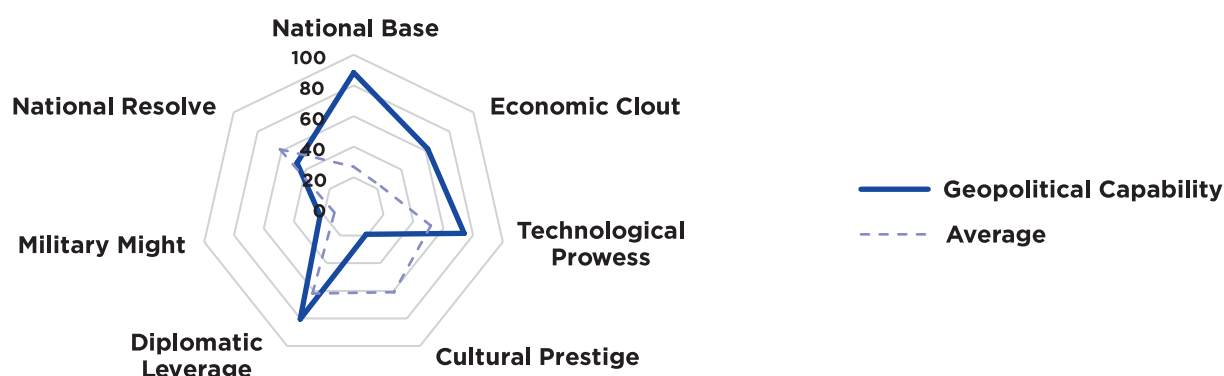 National Base
100
80
60
40
20
0
National Resolve
Economic Clout
Technological
Prowess
Military Might
Diplomatic
Leverage
Cultural Prestige
Geopolitical Capability
Average